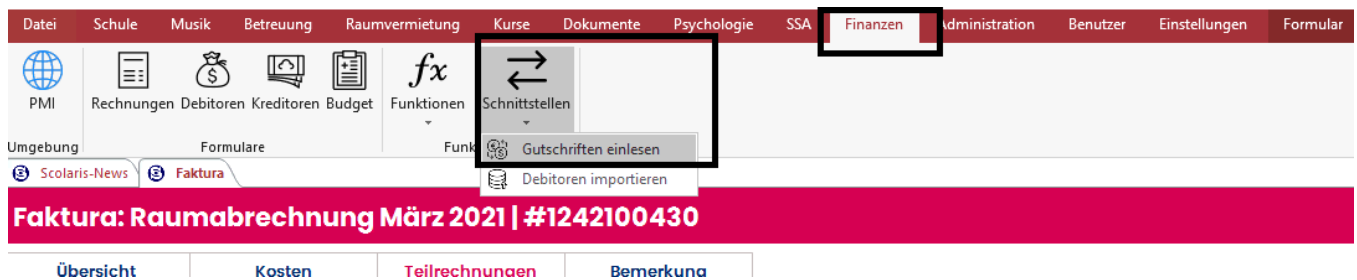 Datei Schule Musik Betreuung Raumvermietung Kurse Dokumente Psychologie SSA Finanzen Administration Benutzer Einstellungen Formular
PMI Rechnungen Debitoren Kreditoren Budget Funktionen Schnittstellen
Umgebung Formulare Funk
Gutschriften einlesen
Scolaris-News Faktura
Debitoren importieren
Faktura: Raumabrechnung März 2021 | #1242100430
Übersicht Kosten Teilrechnungen Bemerkung